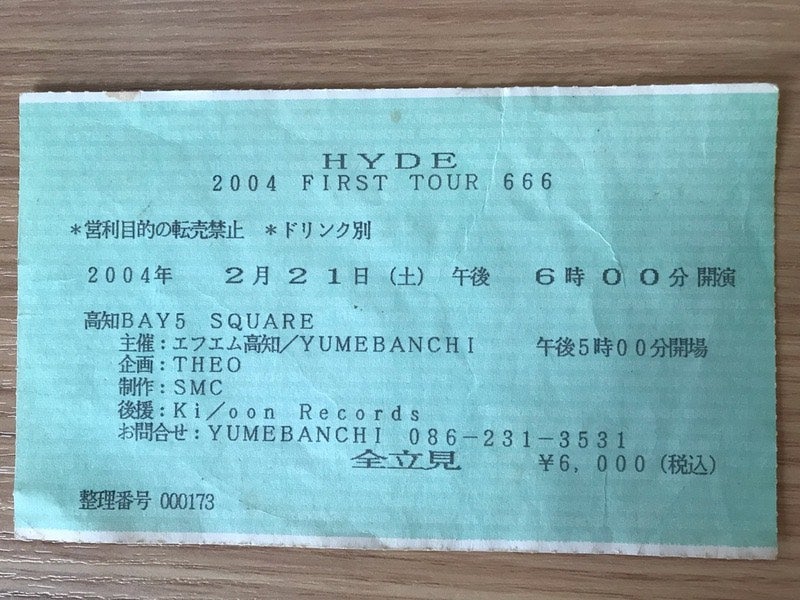 HYDE
2004 FIRST TOUR 666
*営利目的の転売禁止 *ドリンク別
2004年 2月21日(土) 午後 6時00分開演
高知BAY5 SQUARE
主催:エフエム高知/YUMEBANCHI 午後5時00分開場
企画:THEO
制作:SMC
後援:Ki/oon Records
お問合せ:YUMEBANCHI 086-231-3531
全立見 ¥6,000(税込)
整理番号 000173